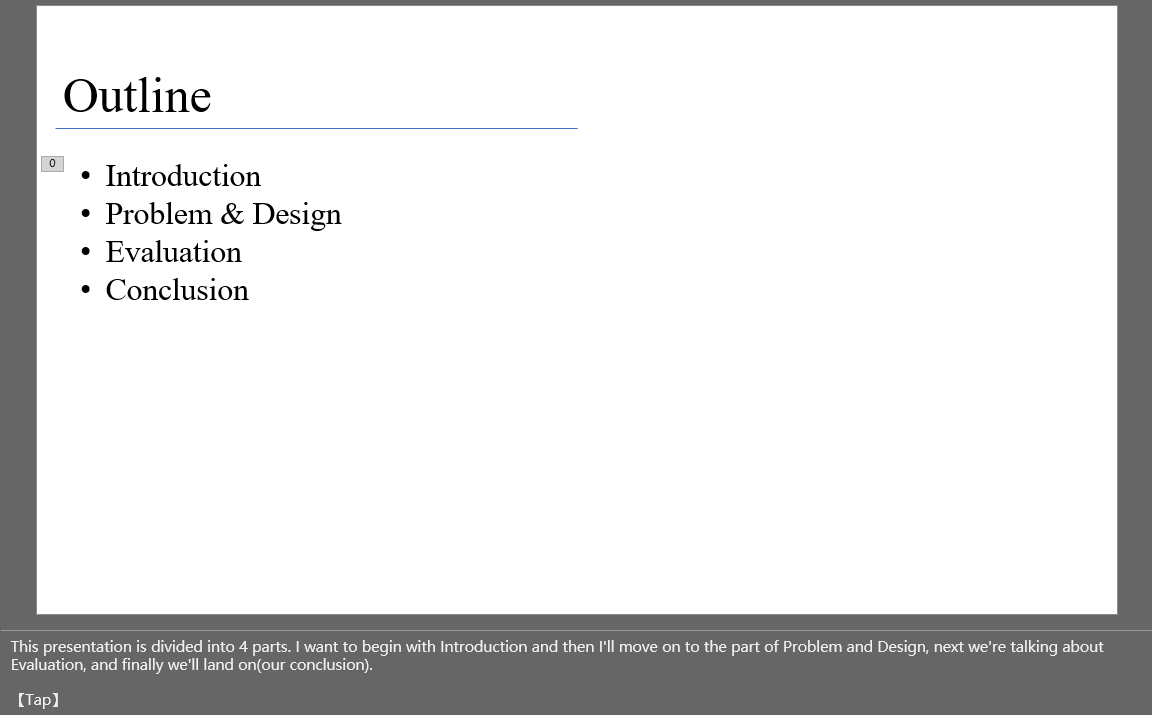 Outline
0
• Introduction
• Problem & Design
• Evaluation
• Conclusion
This presentation is divided into 4 parts. I want to begin with Introduction and then I'll move on to the part of Problem and Design, next we're talking about
Evaluation, and finally we'll land on(our conclusion).
【Tap】